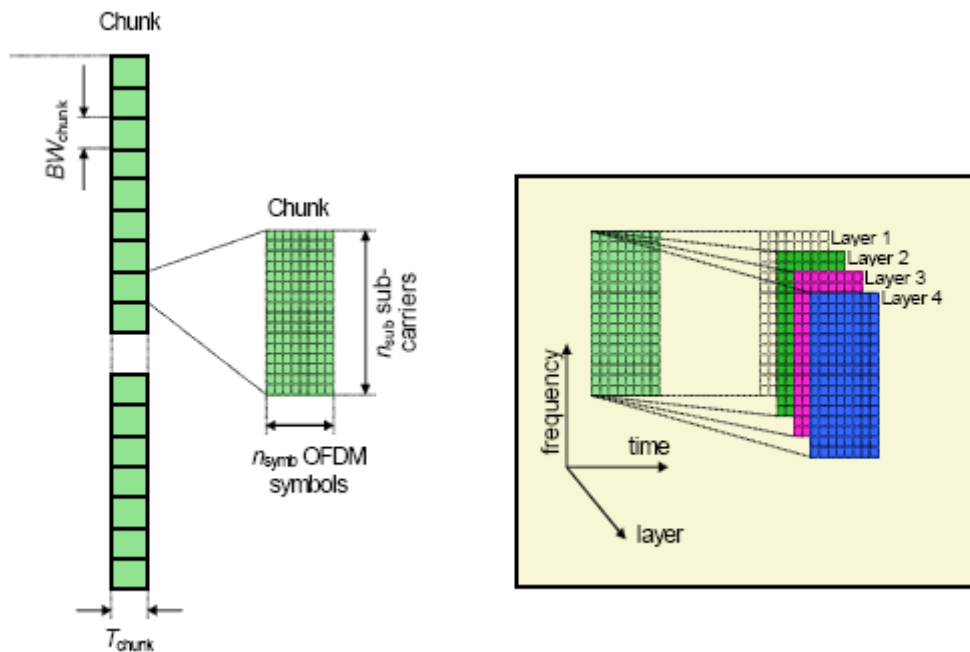 Chunk
BWchunk
Chunk
nsub sub-
carriers
nsymb OFDM
symbols
Tchunk
Layer 1
Layer 2
Layer 3
Layer 4
frequency
time
layer